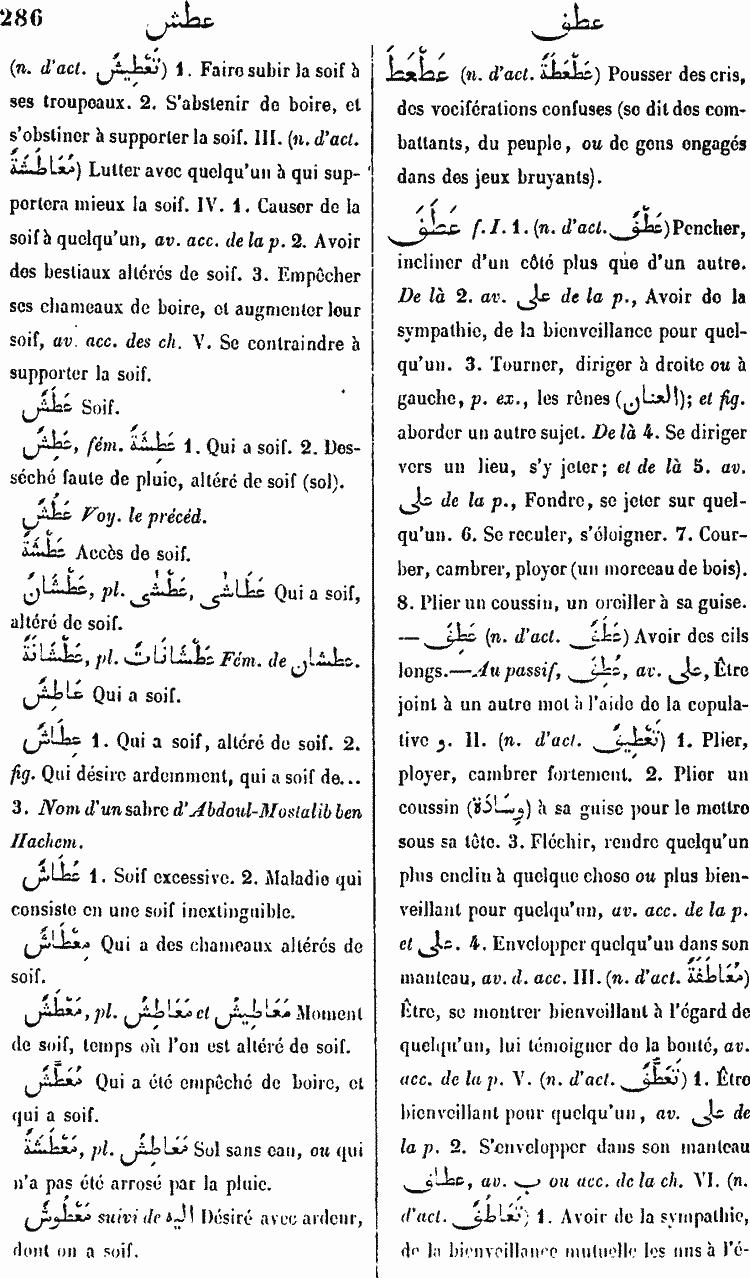 286
عطش
عطف
(n. d'act. تَعْطِيشٌ) 1. Faire subir la soif à
ses troupeaux. 2. S'abstenir de boire, et
s'obstiner à supporter la soif. III. (n. d'act.
مُعَاطَشَةٌ) Lutter avec quelqu'un à qui sup-
portera mieux la soif. IV. 1. Causer de la
soif à quelqu'un, av. acc. de la p. 2. Avoir
des bestiaux altérés de soif. 3. Empêcher
ses chameaux de boire, et augmenter leur
soif, av. acc. des ch. V. Se contraindre à
supporter la soif.
عَطَشٌ Soif.
عَطِشٌ, fém. عَطِشَةٌ 1. Qui a soif. 2. Des-
séché faute de pluie, altéré de soif (sol).
عَطُشٌ Voy. le précéd.
عَطْشَةٌ Accès de soif.
عَطْشَانُ, pl. عَطْشَى, عَطَاشَى Qui a soif,
altéré de soif.
عَطْشَانَةٌ, pl. عَطْشَانَاتٌ Fém. de عطشان.
عَاطِشٌ Qui a soif.
عِطَاشٌ 1. Qui a soif, altéré de soif. 2.
fig. Qui désire ardemment, qui a soif de...
3. Nom d'un sabre d'Abdoul-Mostalib ben
Hachem.
عُطَاشٌ 1. Soif excessive. 2. Maladie qui
consiste en une soif inextinguible.
مِعْطَاشٌ Qui a des chameaux altérés de
soif.
مَعْطَشٌ, pl. مَعَاطِشُ et مَعَاطِيشُ Moment
de soif, temps où l'on est altéré de soif.
مُعَطَّشٌ Qui a été empêché de boire, et
qui a soif.
مَعْطَشَةٌ, pl. مَعَاطِشُ Sol sans eau, ou qui
n'a pas été arrosé par la pluie.
مَعْطُوشٌ suivi de اليه Désiré avec ardeur,
dont on a soif.
عَطْعَطَ (n. d'act. عَطْعَطَةٌ) Pousser des cris,
des vociférations confuses (se dit des com-
battants, du peuple, ou de gens engagés
dans des jeux bruyants).
عَطَفَ f. I. 1. (n. d'act. عَطْفٌ) Pencher,
incliner d'un côté plus que d'un autre.
De là 2. av. على de la p., Avoir de la
sympathie, de la bienveillance pour quel-
qu'un. 3. Tourner, diriger à droite ou à
gauche, p. ex., les rênes (العنان); et fig.
aborder un autre sujet. De là 4. Se diriger
vers un lieu, s'y jeter; et de là 5. av.
على de la p., Fondre, se jeter sur quel-
qu'un. 6. Se reculer, s'éloigner. 7. Cour-
ber, cambrer, ployer (un morceau de bois).
8. Plier un coussin, un oreiller à sa guise.
— عَطِفَ (n. d'act. عَطَفٌ) Avoir des cils
longs.—Au passif, عُطِفَ, av. على, Être
joint à un autre mot à l'aide de la copula-
tive و. II. (n. d'act. تَعْطِيفٌ) 1. Plier,
ployer, cambrer fortement. 2. Plier un
coussin (وِسَادَة) à sa guise pour le mettre
sous sa tête. 3. Fléchir, rendre quelqu'un
plus enclin à quelque chose ou plus bien-
veillant pour quelqu'un, av. acc. de la p.
et على. 4. Envelopper quelqu'un dans son
manteau, av. d. acc. III. (n. d'act. مُعَاطَفَةٌ)
Être, se montrer bienveillant à l'égard de
quelqu'un, lui témoigner de la bonté, av.
acc. de la p. V. (n. d'act. تَعَطُّفٌ) 1. Être
bienveillant pour quelqu'un, av. على de
la p. 2. S'envelopper dans son manteau
عطاف, av. ب ou acc. de la ch. VI. (n.
d'act. تَعَاطُفٌ) 1. Avoir de la sympathie,
de la bienveillance mutuelle les uns à l'é-